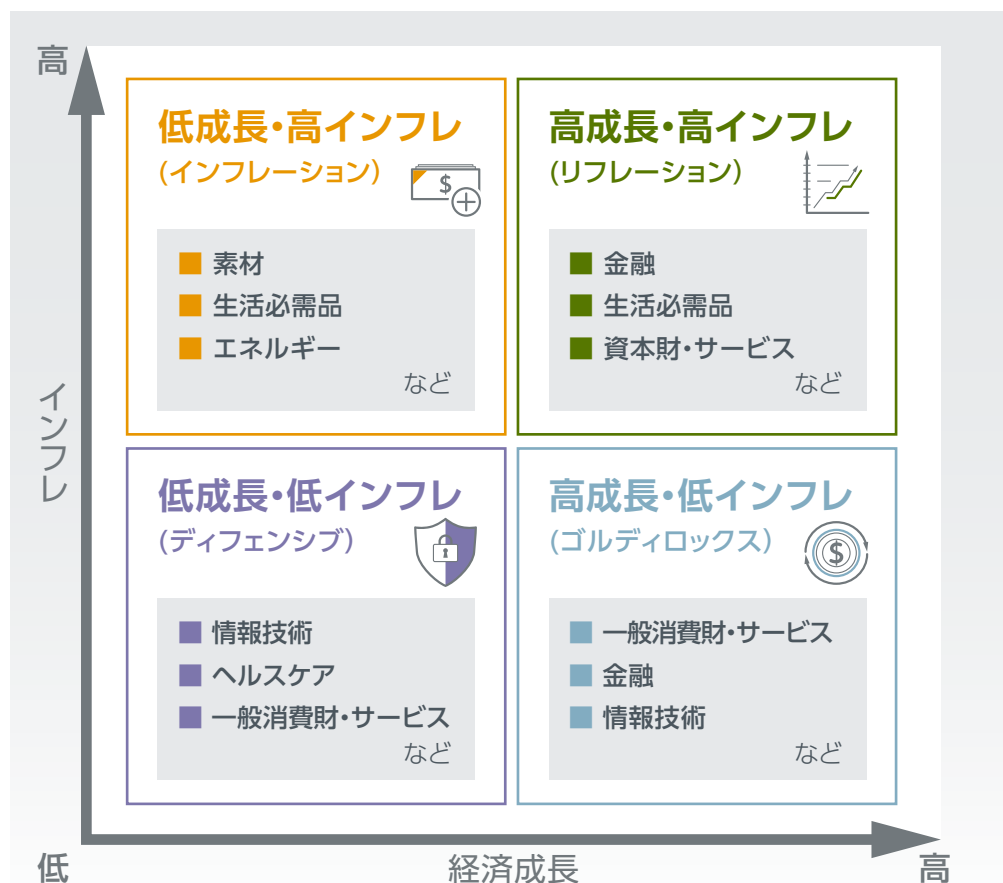 高
低成長・高インフレ
(インフレーション)
$
素材
生活必需品
エネルギー
など
高成長・高インフレ
(リフレーション)
金融
生活必需品
資本財・サービス
など
インフレ
低成長・低インフレ
(ディフェンシブ)
情報技術
ヘルスケア
一般消費財・サービス
など
高成長・低インフレ
(ゴルディロックス)
$
一般消費財・サービス
金融
情報技術
など
低
経済成長
高